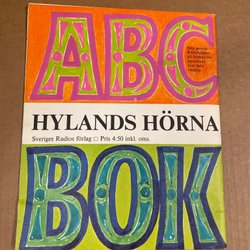 ABC
HYLANDS HÖRNA
Sveriges Radios förlag □ Pris 4:50 inkl. oms.
BOK